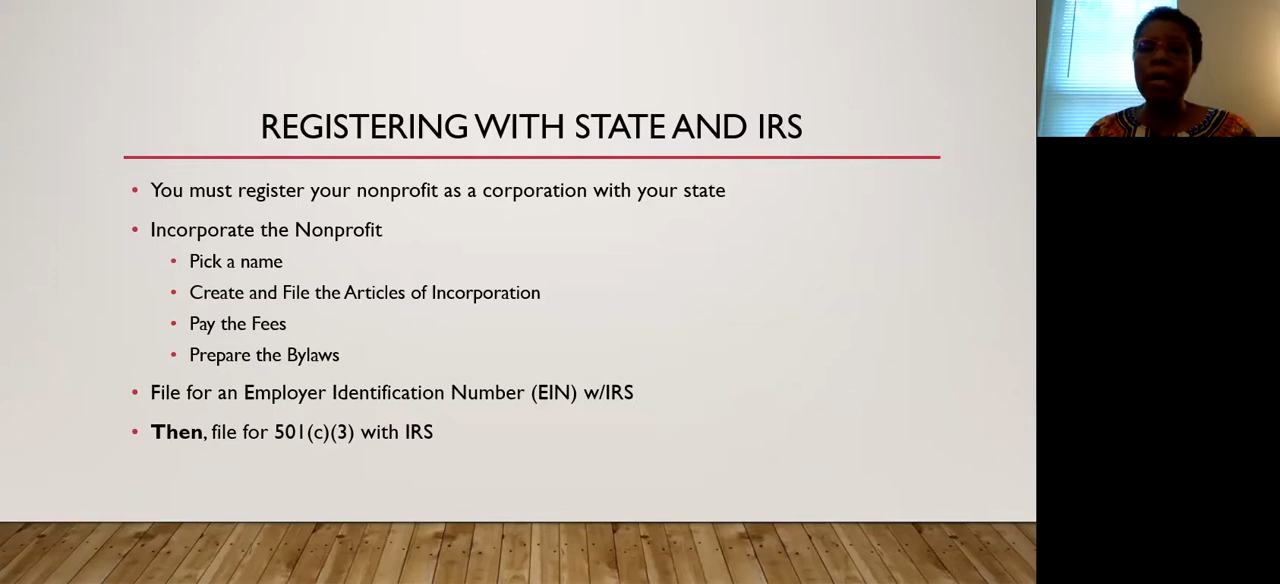 REGISTERING WITH STATE AND IRS
You must register your nonprofit as a corporation with your state
Incorporate the Nonprofit
Pick a name
Create and File the Articles of Incorporation
Pay the Fees
Prepare the Bylaws
File for an Employer Identification Number (EIN) w/IRS
Then, file for 501(c)(3) with IRS